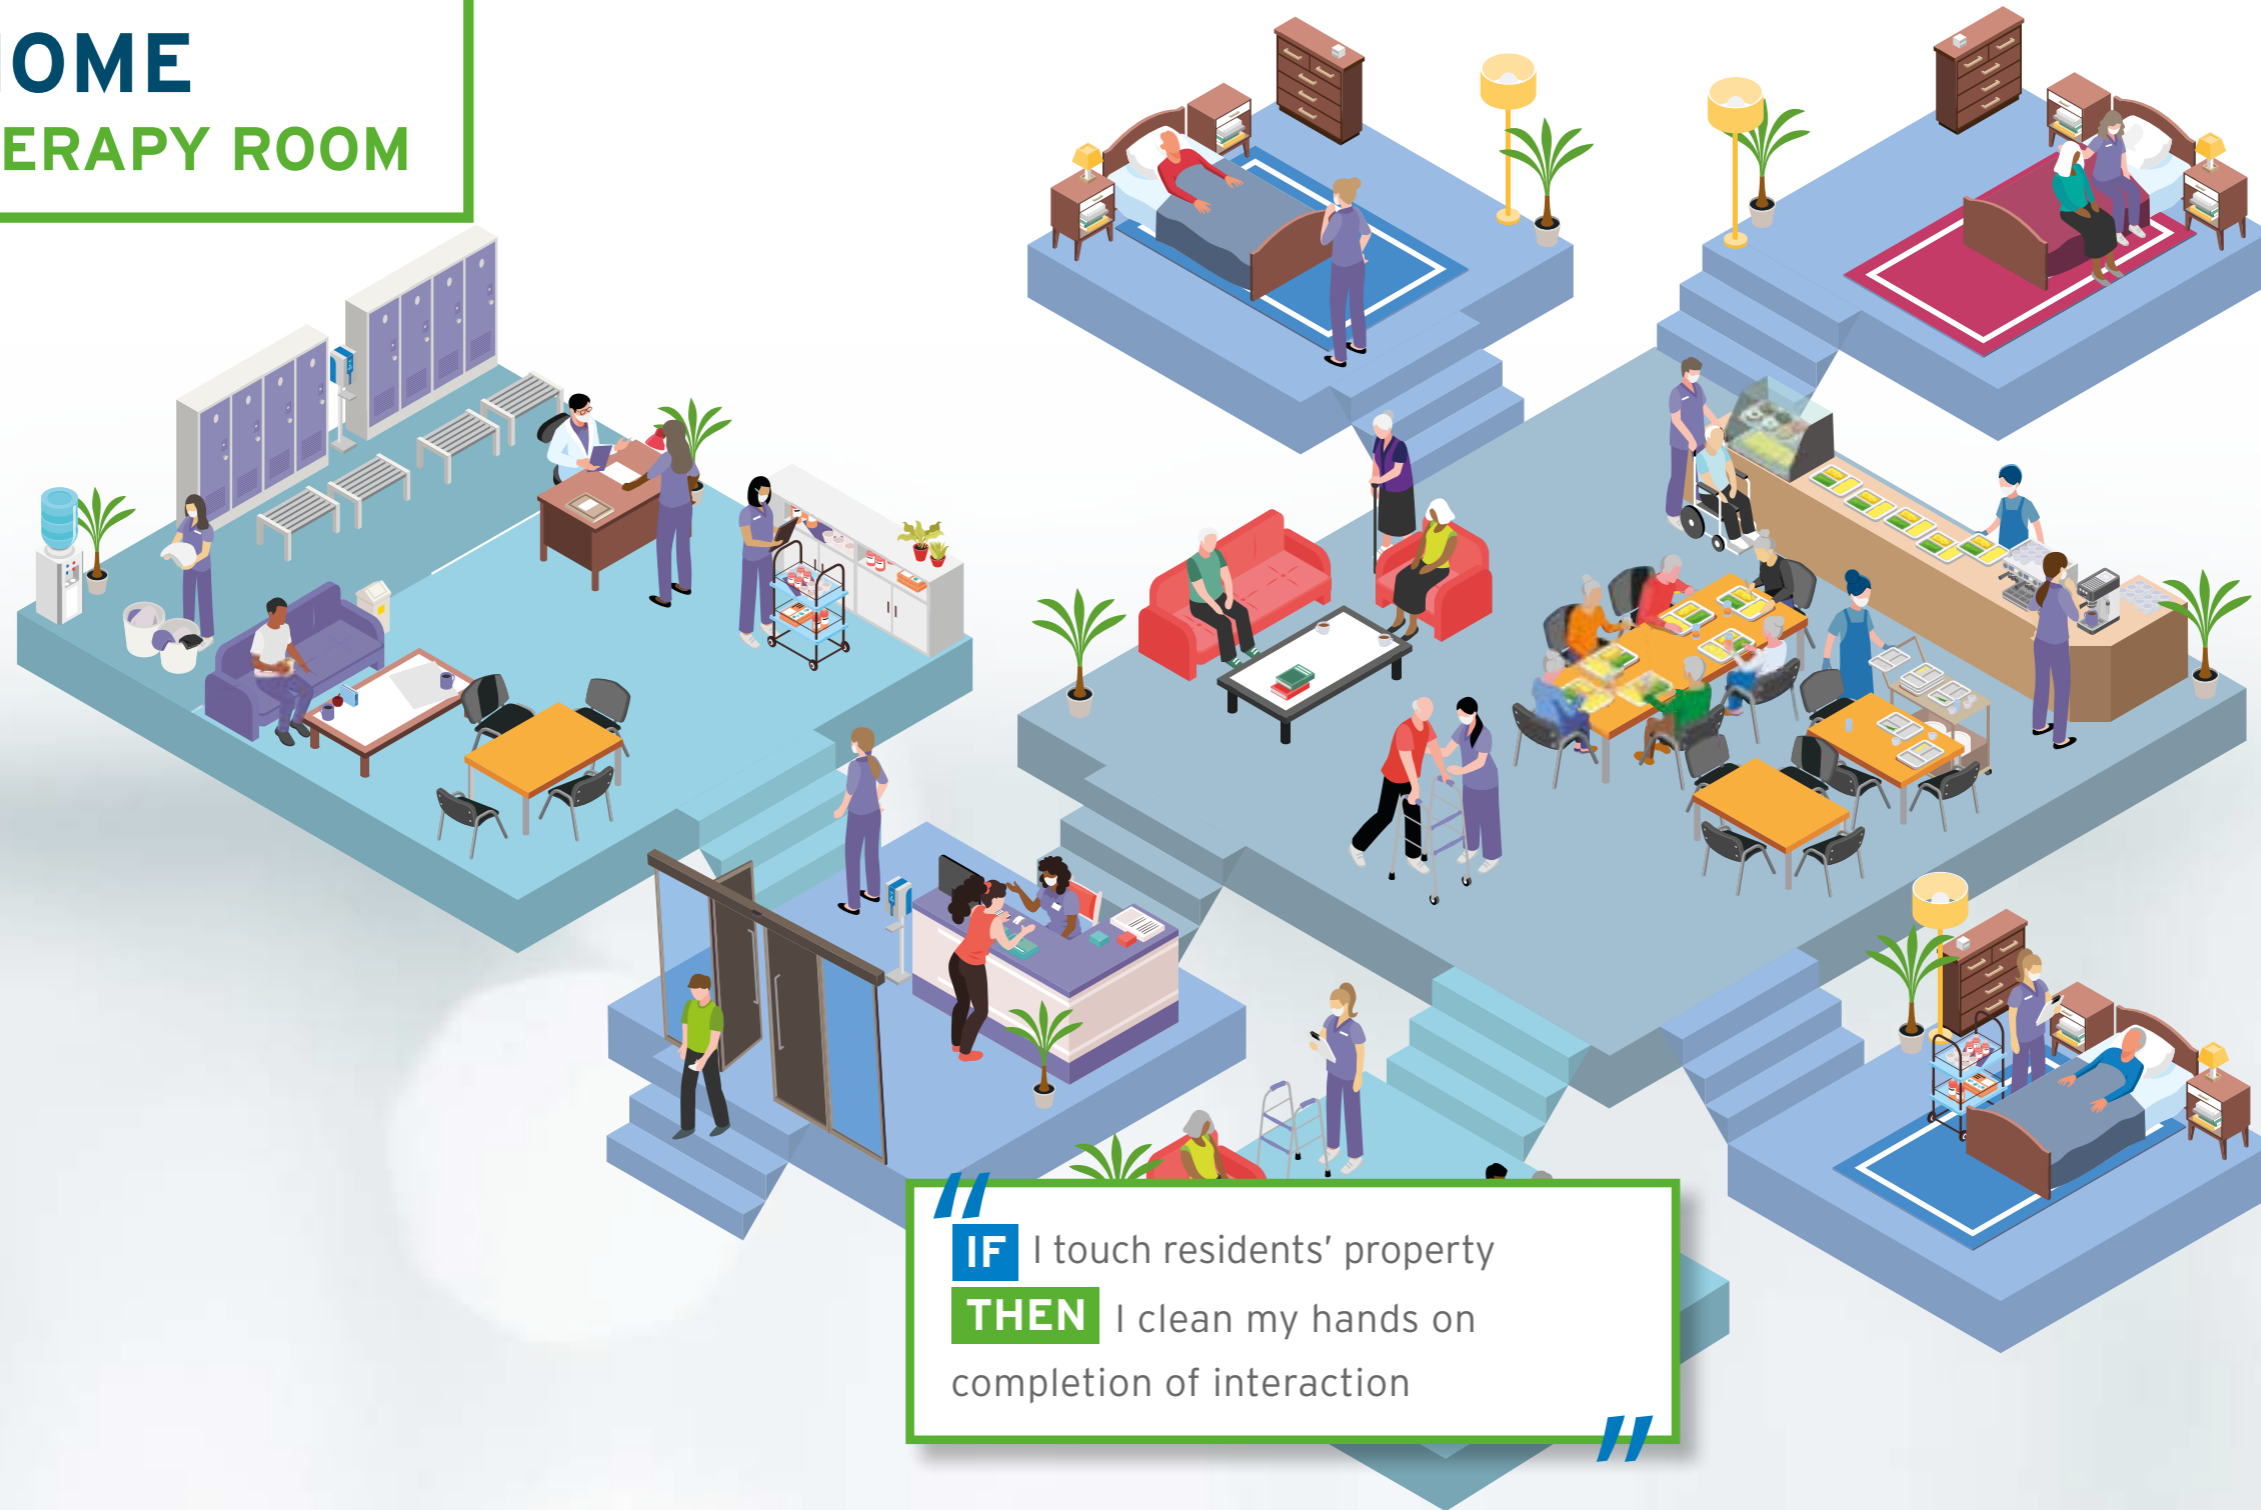 OME
ERAPY ROOM
"
IF I touch residents' property
THEN I clean my hands on
completion of interaction
"